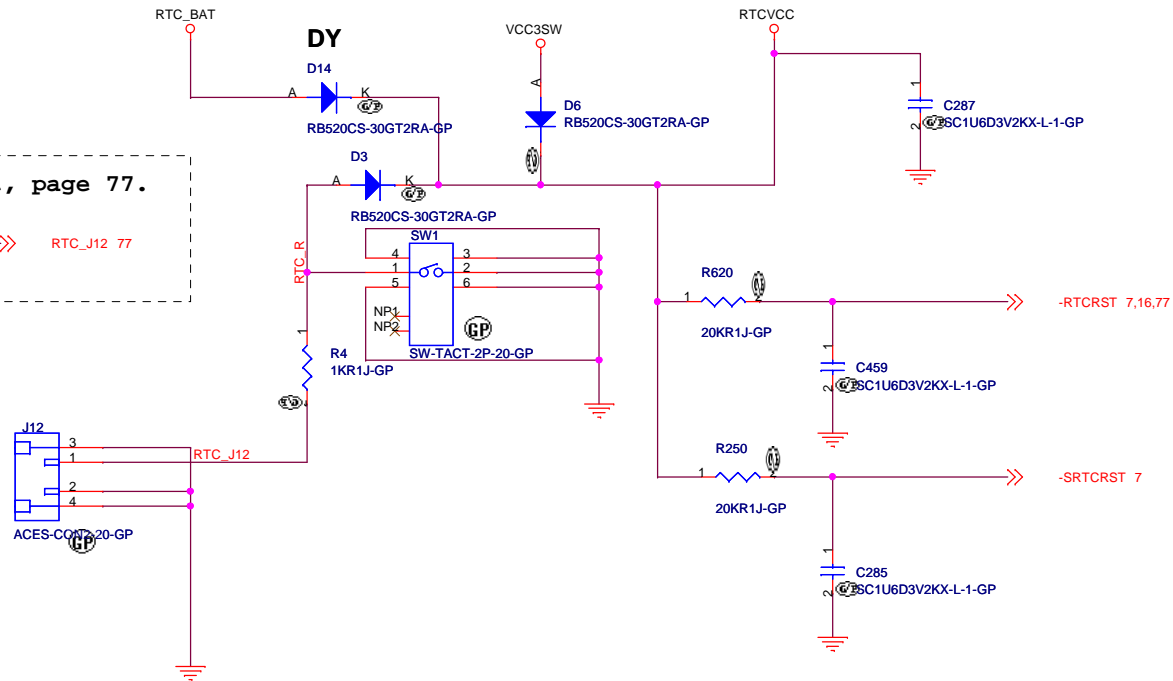 RTC_BAT
DY
VCC3SW
RTCVCC
D14
A
K
G/P
RB520CS-30GT2RA-GP
A
D6
RB520CS-30GT2RA-GP
1
C287
2
G/P
SC1U6D3V2KX-L-1-GP
, page 77.
RTC_J12 77
D3
A
K
G/P
RB520CS-30GT2RA-GP
SW1
RTC_R
4
3
1
2
5
6
NP1
NP2
GP
SW-TACT-2P-20-GP
1
R4
1KR1J-GP
R620
1
2
20KR1J-GP
-RTCRST 7,16,77
1
C459
2
G/P
SC1U6D3V2KX-L-1-GP
J12
3
1
RTC_J12
2
4
ACES-CON2-20-GP
GP
R250
1
2
20KR1J-GP
-SRTCRST 7
1
C285
2
G/P
SC1U6D3V2KX-L-1-GP